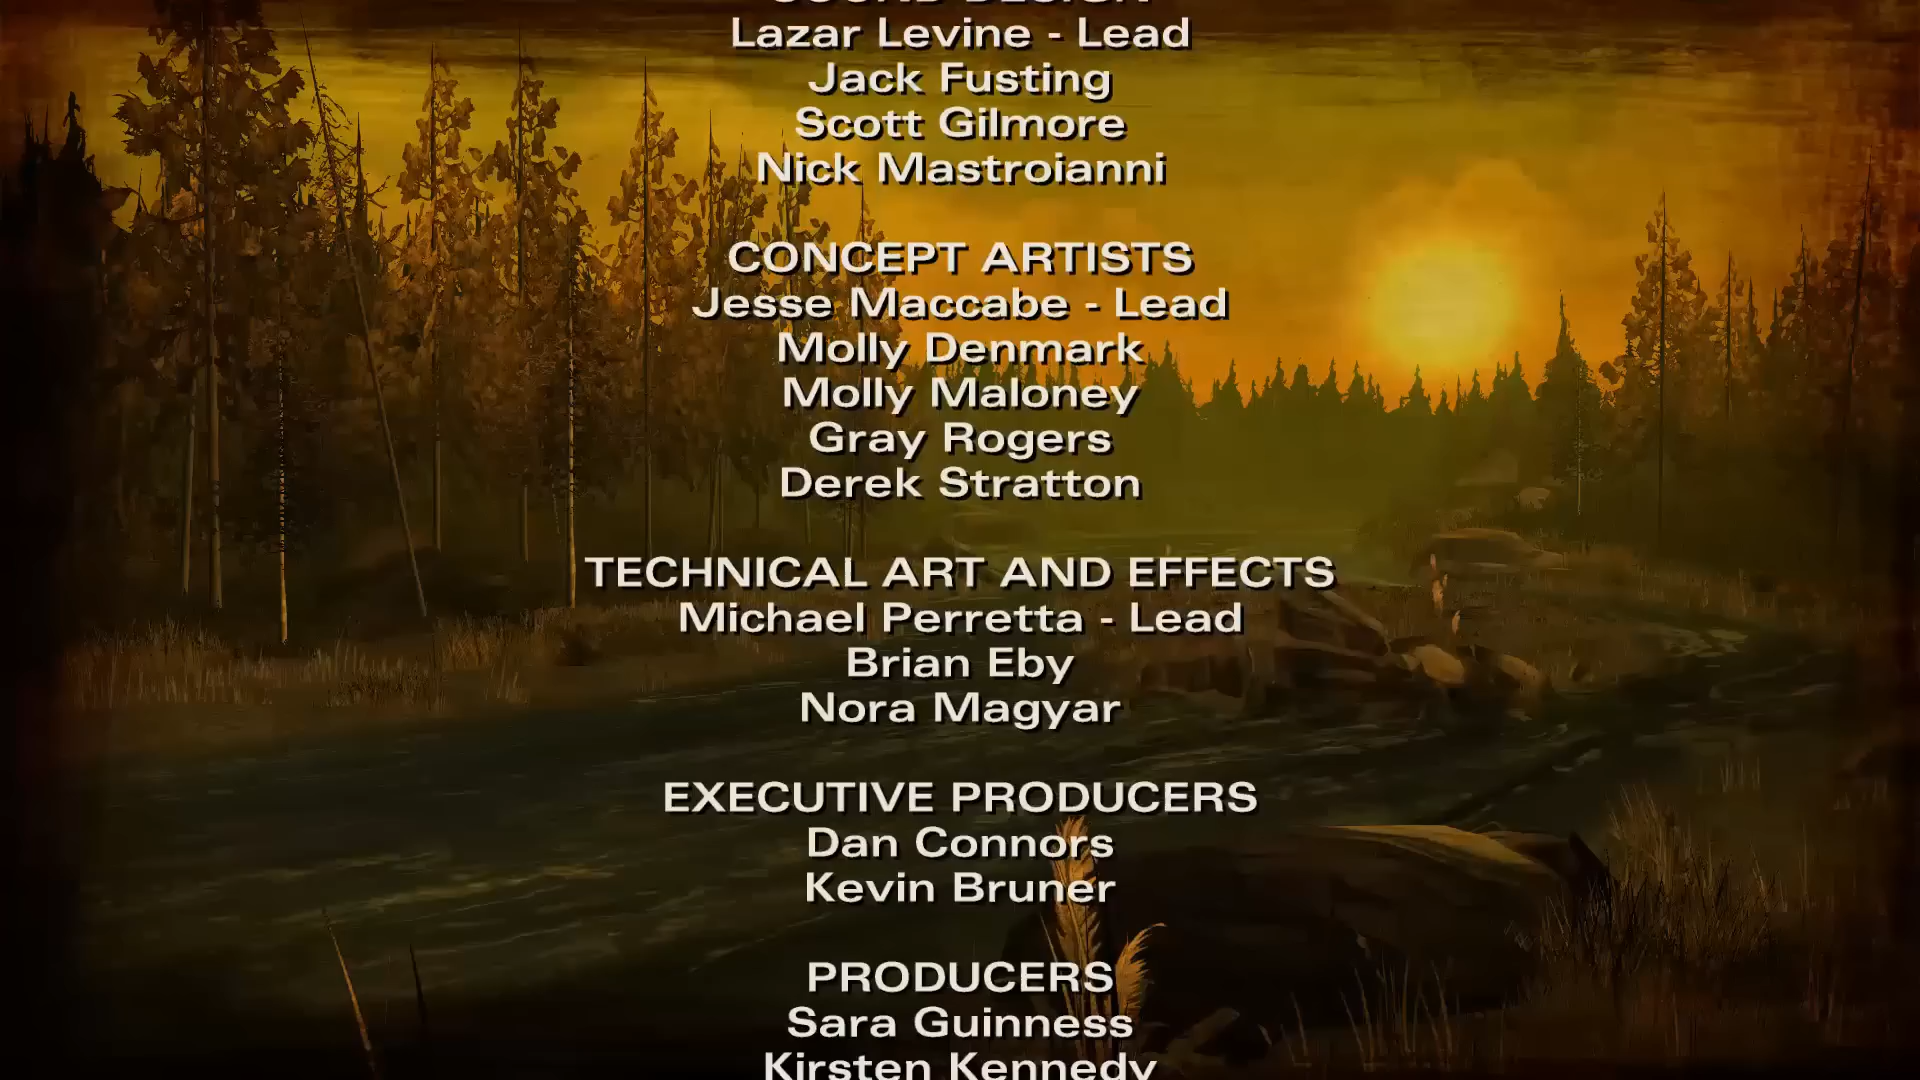 SOUND DESIGN
Lazar Levine - Lead
Jack Fusting
Scott Gilmore
Nick Mastroianni
CONCEPT ARTISTS
Jesse Maccabe - Lead
Molly Denmark
Molly Maloney
Gray Rogers
Derek Stratton
TECHNICAL ART AND EFFECTS
Michael Perretta - Lead
Brian Eby
Nora Magyar
EXECUTIVE PRODUCERS
Dan Connors
Kevin Bruner
PRODUCERS
Sara Guinness
Kirsten Kennedy